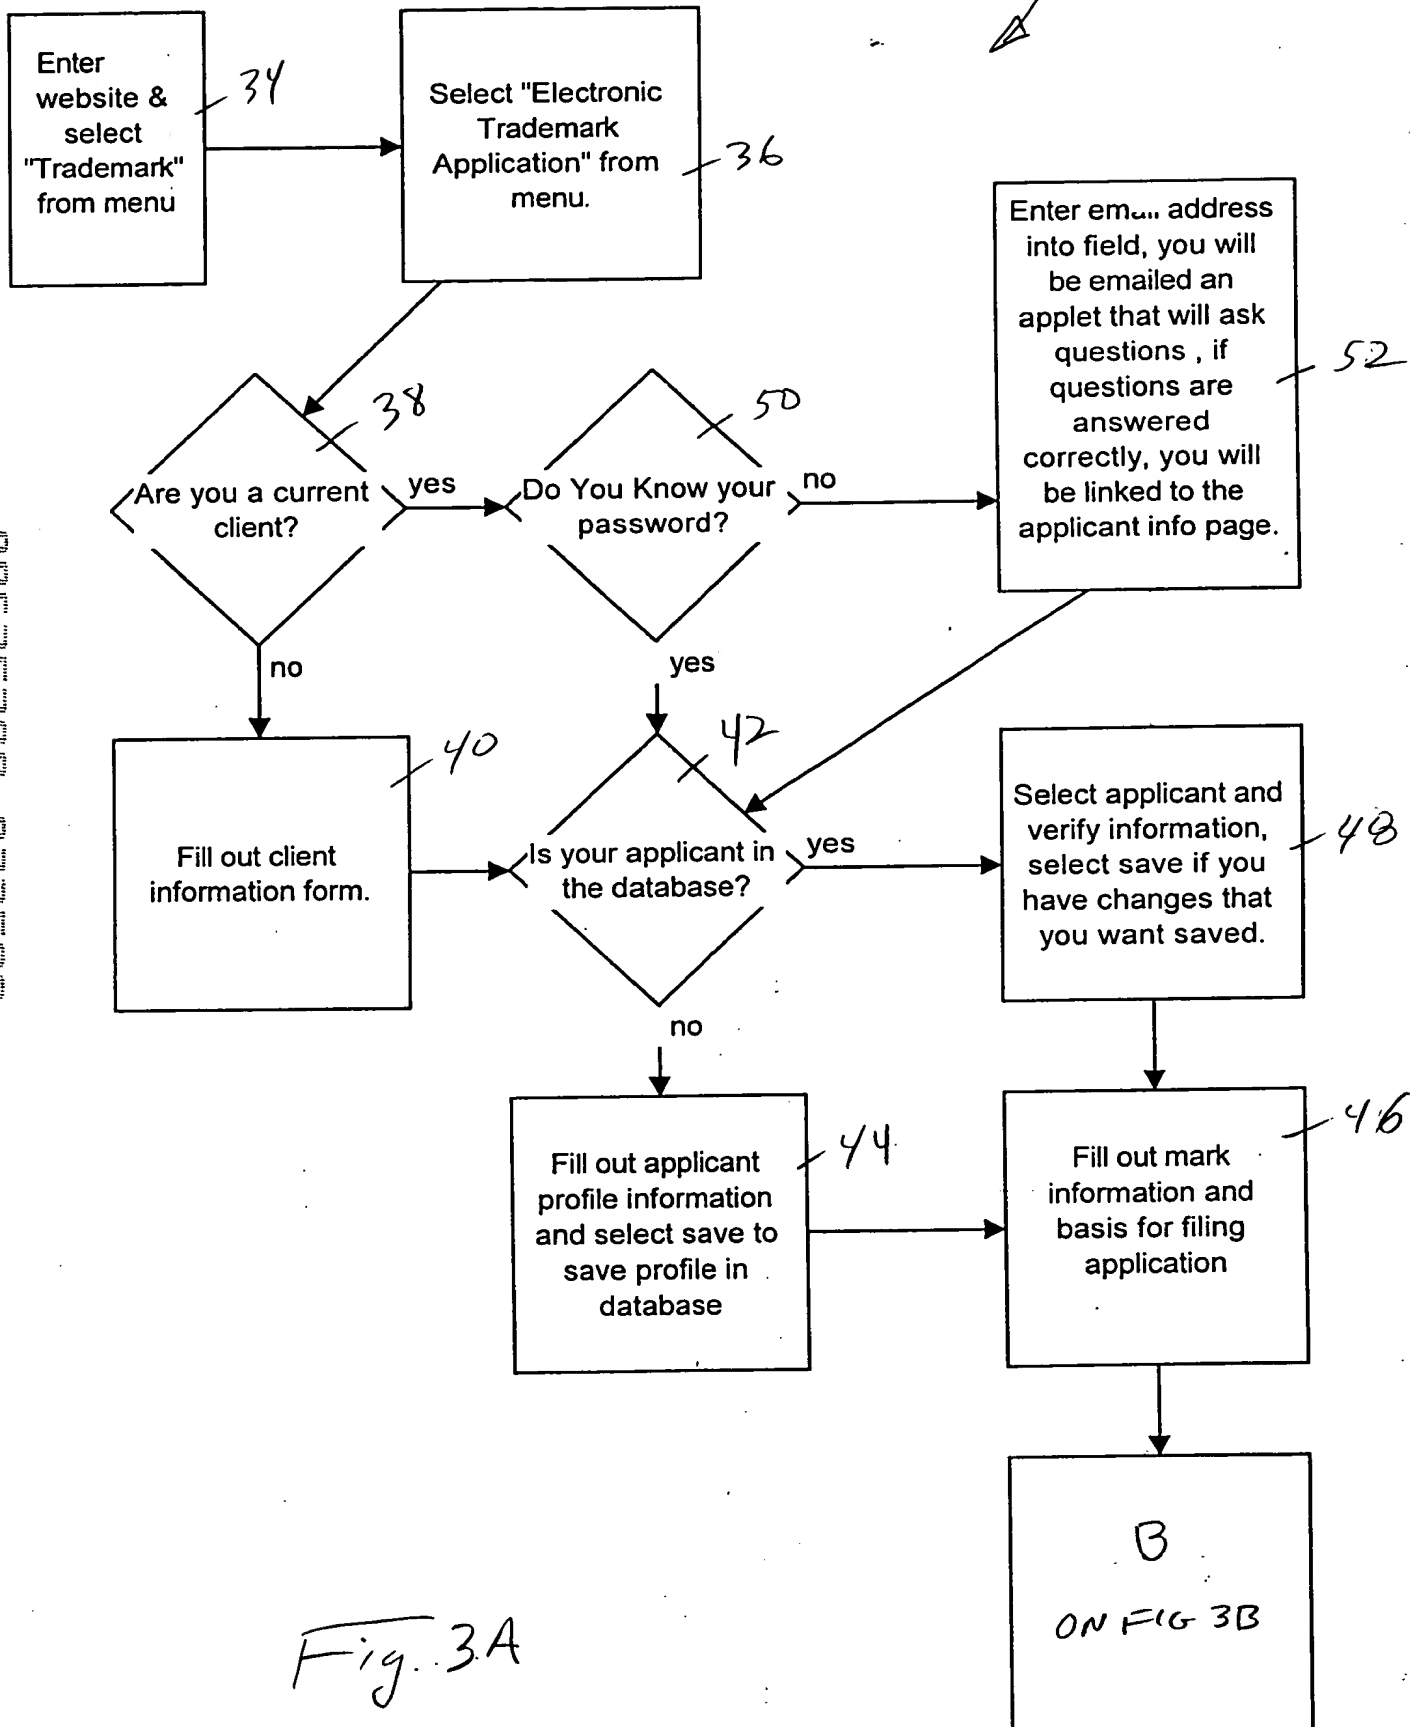 Enter
website &
select
"Trademark"
from menu
34
Select "Electronic
Trademark
Application" from
menu.
36
Enter address
into field, you will
be emailed an
applet that will ask
questions , if
questions are
answered
correctly, you will
be linked to the
applicant info page.
52
Are you a current
client?
38
yes
no
Do You Know your
password?
50
no
yes
Fill out client
information form.
40
Is your applicant in
the database?
42
yes
no
Select applicant and
verify information,
select save if you
have changes that
you want saved.
48
Fill out applicant
profile information
and select save to
save profile in
database
44
Fill out mark
information and
basis for filing
application
46
B
ON FIG 3B
Fig. 3A